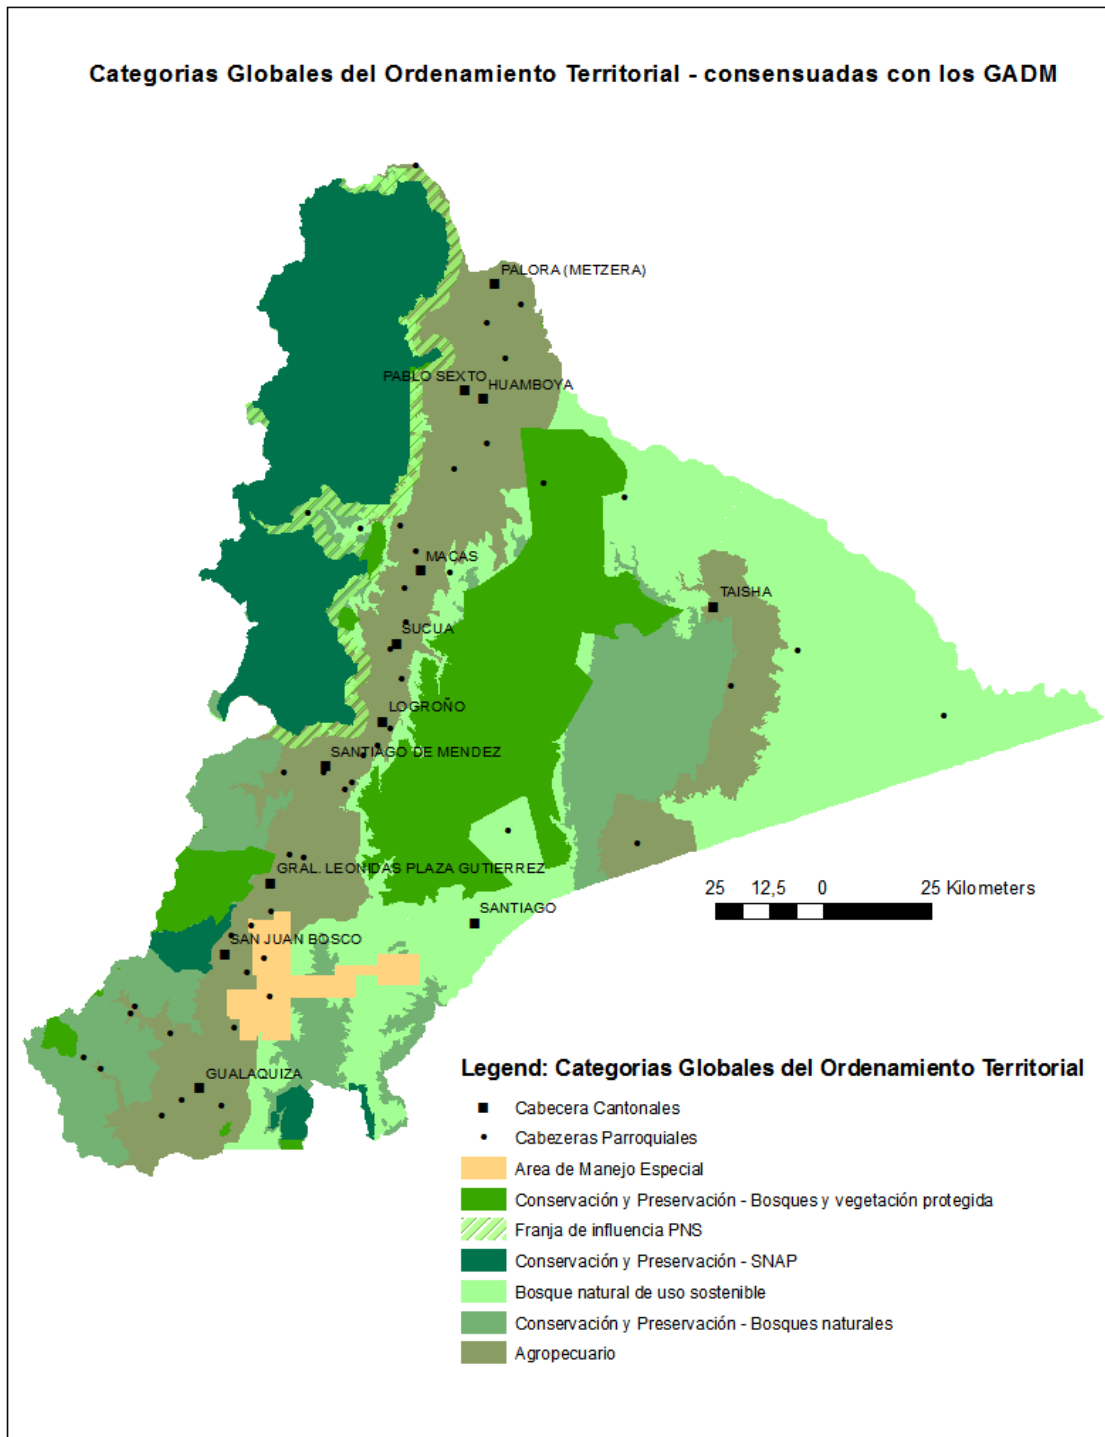 Categorias Globales del Ordenamiento Territorial - consensuadas con los GADM
PALORA (METZERA)
PABLO SEXTO
HUAMBOYA
MACAS
TAISHA
SUCUA
LOGROÑO
SANTIAGO DE MENDEZ
GRAL. LEONIDAS PLAZA GUTIERREZ
25 12,5 0 25 Kilometers
SANTIAGO
SAN JUAN BOSCO
GUALAQUIZA
Legend: Categorias Globales del Ordenamiento Territorial
Cabecera Cantonales
Cabezeras Parroquiales
Area de Manejo Especial
Conservación y Preservación - Bosques y vegetación protegida
Franja de influencia PNS
Conservación y Preservación - SNAP
Bosque natural de uso sostenible
Conservación y Preservación - Bosques naturales
Agropecuario